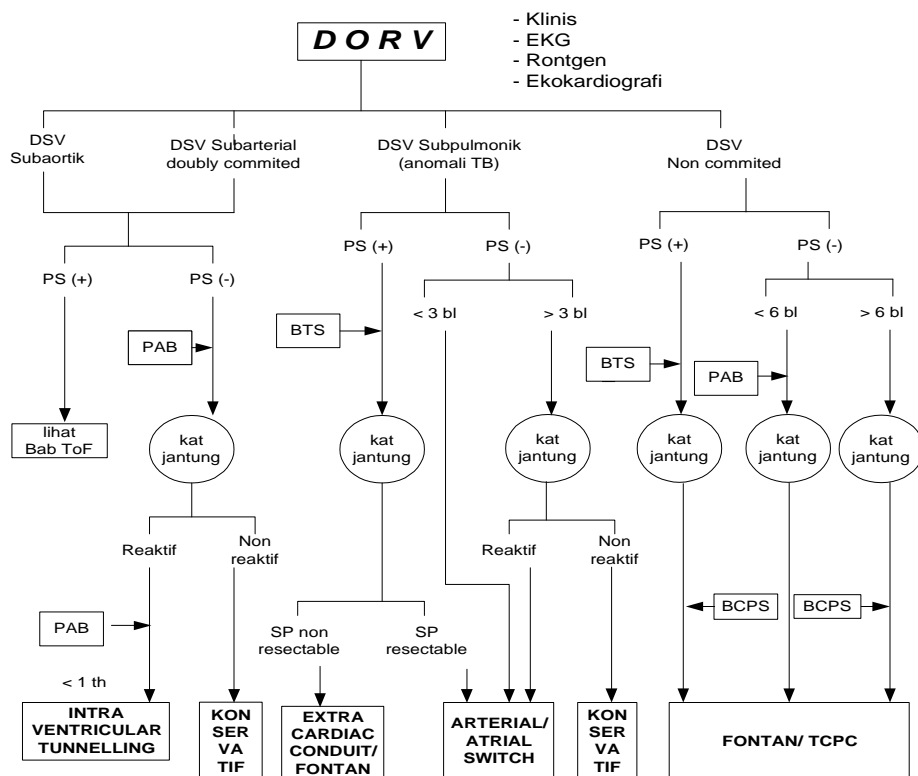 D O R V
- Klinis
- EKG
- Rontgen
- Ekokardiografi
DSV
Subaortik
DSV Subarterial
doubly commited
DSV Subpulmonik
(anomali TB)
DSV
Non commited
PS (+)
PS (-)
PS (+)
PS (-)
PS (+)
PS (-)
< 3 bl
> 3 bl
< 6 bl
> 6 bl
PAB
BTS
BTS
PAB
lihat
Bab ToF
kat
jantung
kat
jantung
kat
jantung
kat
jantung
kat
jantung
kat
jantung
Reaktif
Non
reaktif
Reaktif
Non
reaktif
PAB
SP non
resectable
SP
resectable
BCPS
BCPS
< 1 th
INTRA
VENTRICULAR
TUNNELLING
KON
SER
VA
TIF
EXTRA
CARDIAC
CONDUIT/
FONTAN
ARTERIAL/
ATRIAL
SWITCH
KON
SER
VA
TIF
FONTAN/ TCPC